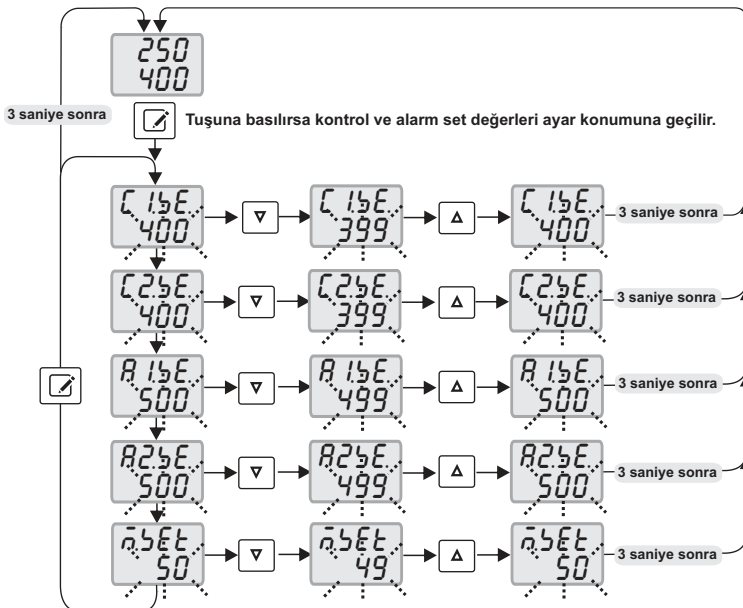 250
400
3 saniye sonra
Tuşuna basılırsa kontrol ve alarm set değerleri ayar konumuna geçilir.
C1.SE.
400
C1.SE.
399
C1.SE.
400
3 saniye sonra
C2.SE.
400
C2.SE.
399
C2.SE.
400
3 saniye sonra
A1.SE.
500
A1.SE.
499
A1.SE.
500
3 saniye sonra
A2.SE.
500
A2.SE.
499
A2.SE.
500
3 saniye sonra
50
49
50
3 saniye sonra